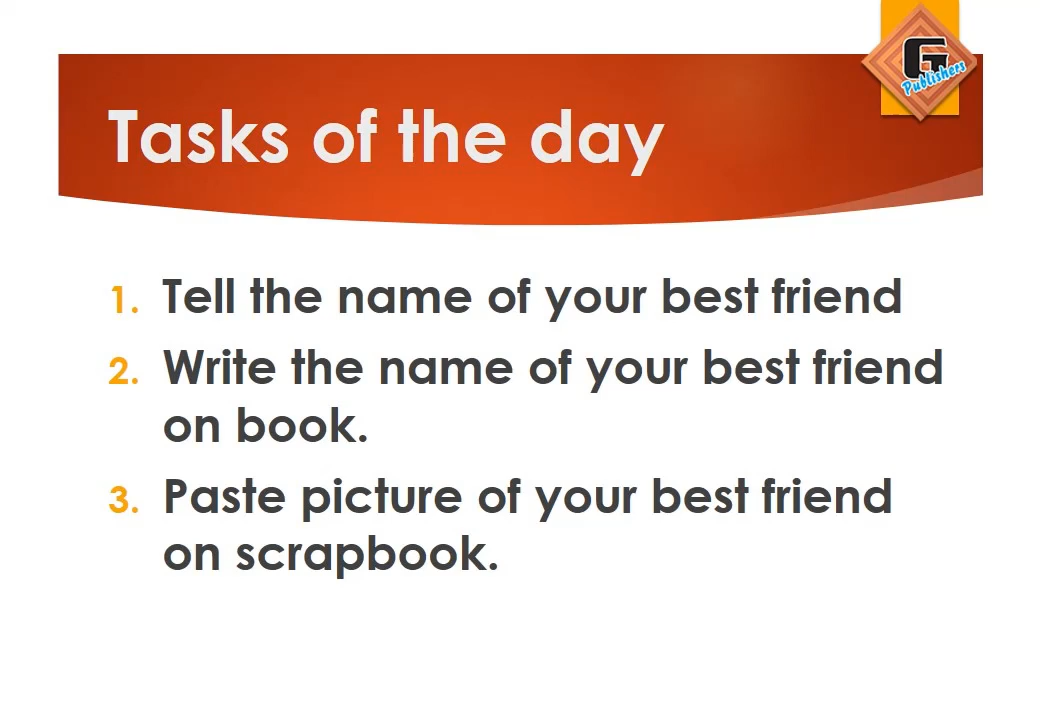 G
Publishers
Tasks of the day
1. Tell the name of your best friend
2. Write the name of your best friend
on book.
3. Paste picture of your best friend
on scrapbook.